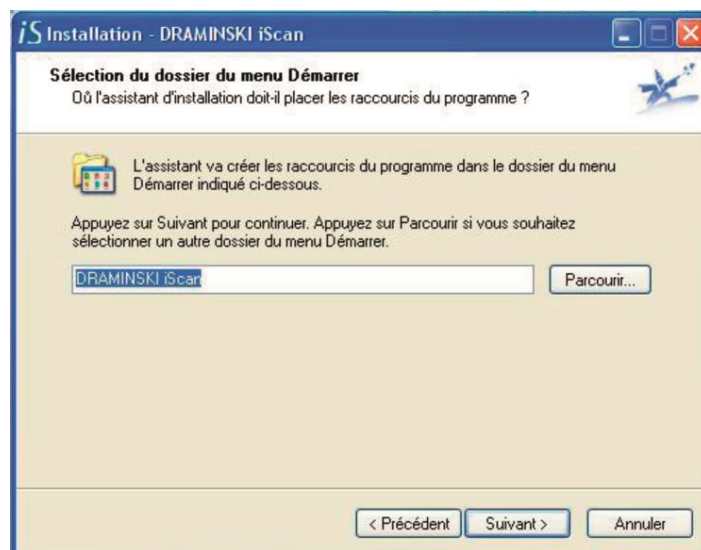 iS Installation - DRAMINSKI iScan
Sélection du dossier du menu Démarrer
Où l'assistant d'installation doit-il placer les raccourcis du programme ?
L'assistant va créer les raccourcis du programme dans le dossier du menu
Démarrer indiqué ci-dessous.
Appuyez sur Suivant pour continuer. Appuyez sur Parcourir si vous souhaitez
sélectionner un autre dossier du menu Démarrer.
DRAMINSKI iScan
Parcourir...
< Précédent
Suivant >
Annuler